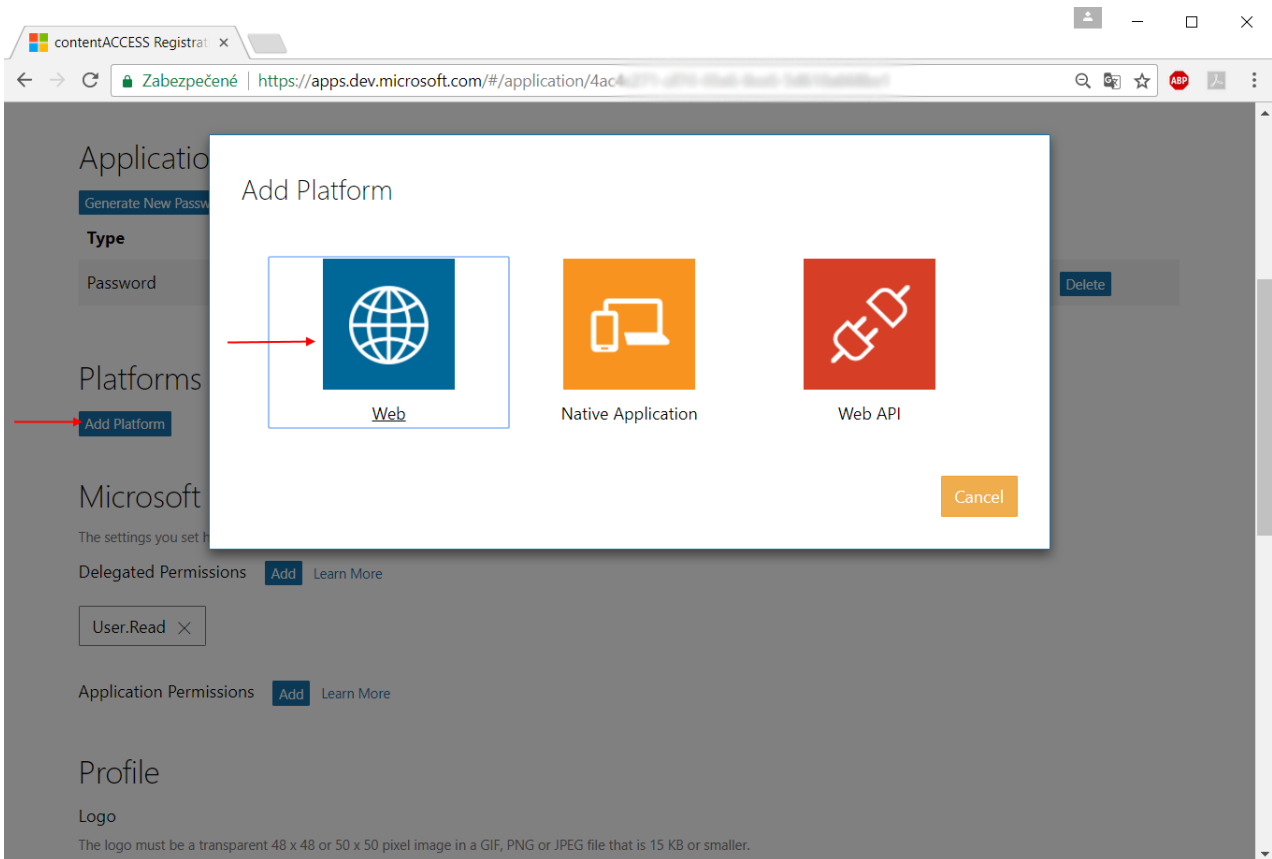 contentACCESS Registrat
Zabezpečené
https://apps.dev.microsoft.com/#/application/4ac
ABP
Applicatio
Generate New Passw
Type
Password
Delete
Platforms
Add Platform
Add Platform
Web
Native Application
Web API
Cancel
Microsoft
The settings you set h
Delegated Permissions Add Learn More
User.Read
Application Permissions Add Learn More
Profile
Logo
The logo must be a transparent 48 x 48 or 50 x 50 pixel image in a GIF, PNG or JPEG file that is 15 KB or smaller.